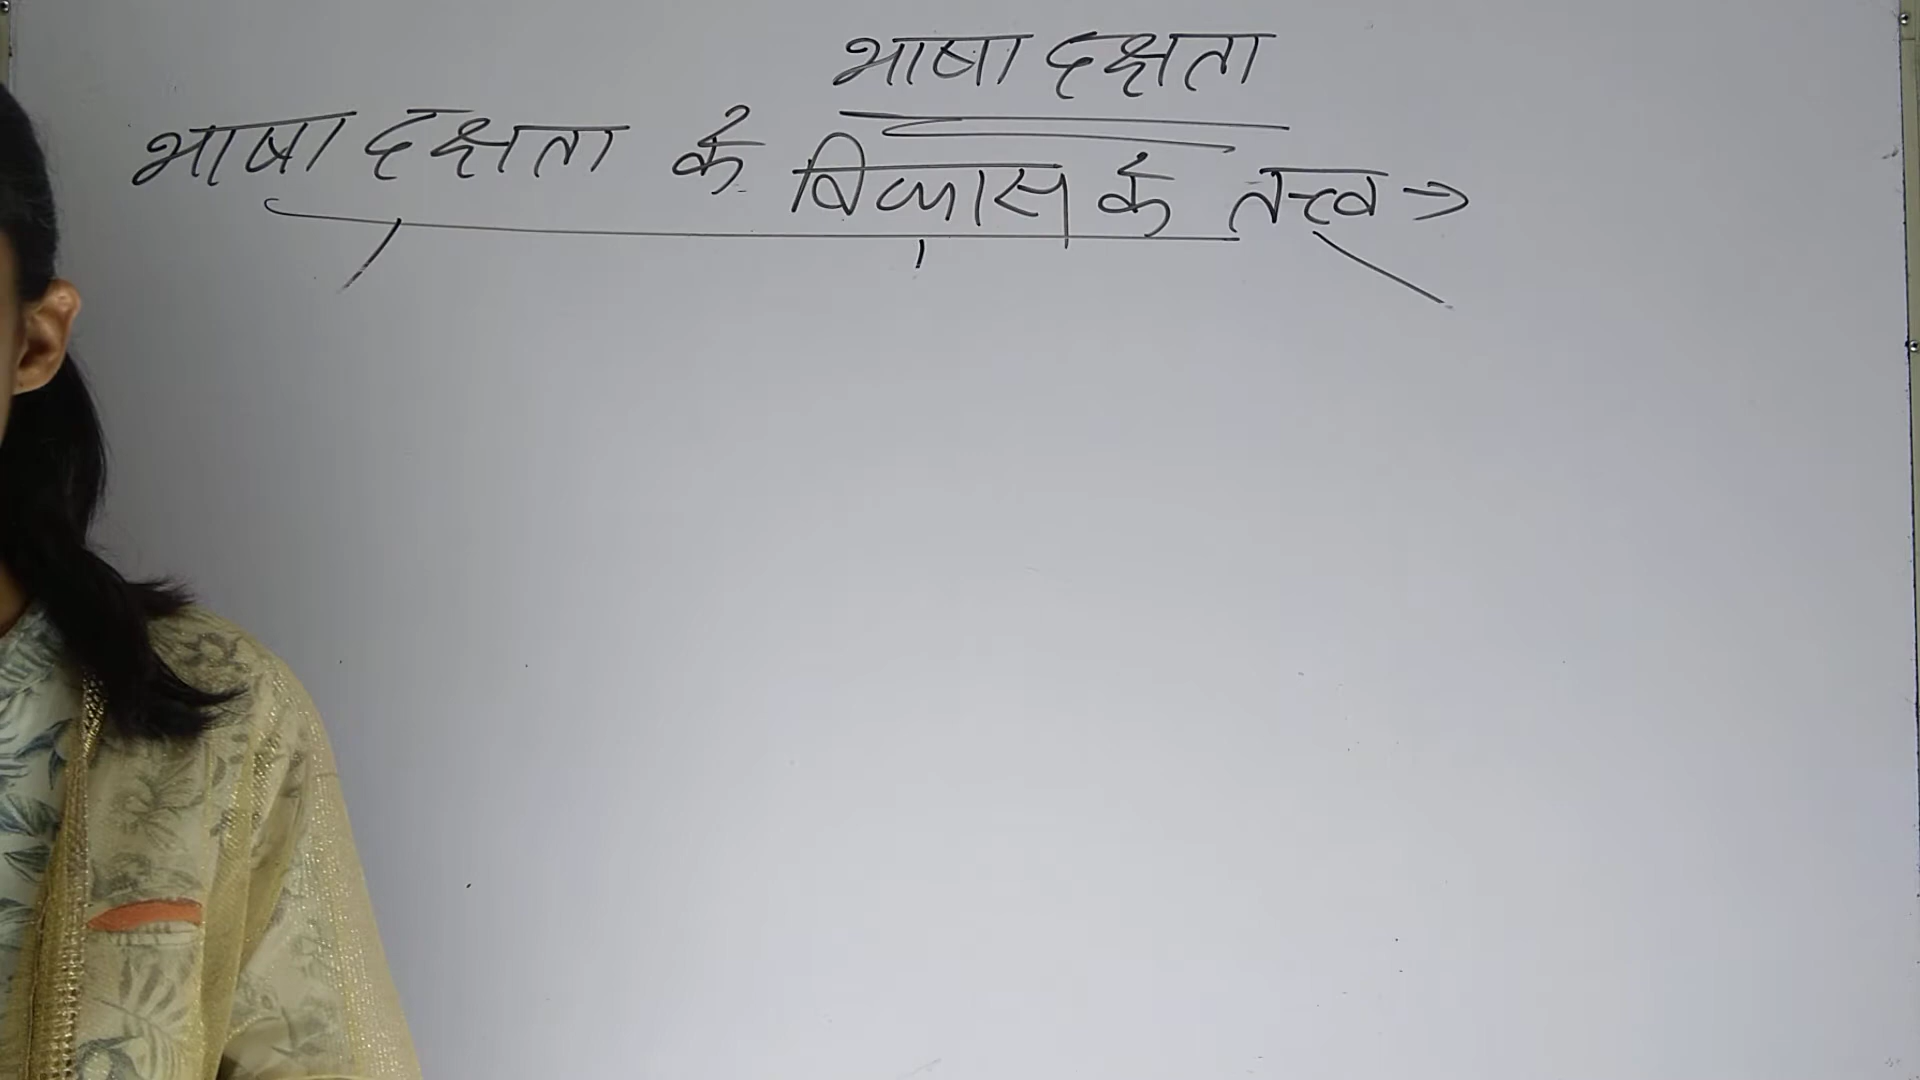 भाषा दक्षता
भाषा दक्षता के विकास के तत्त्व →